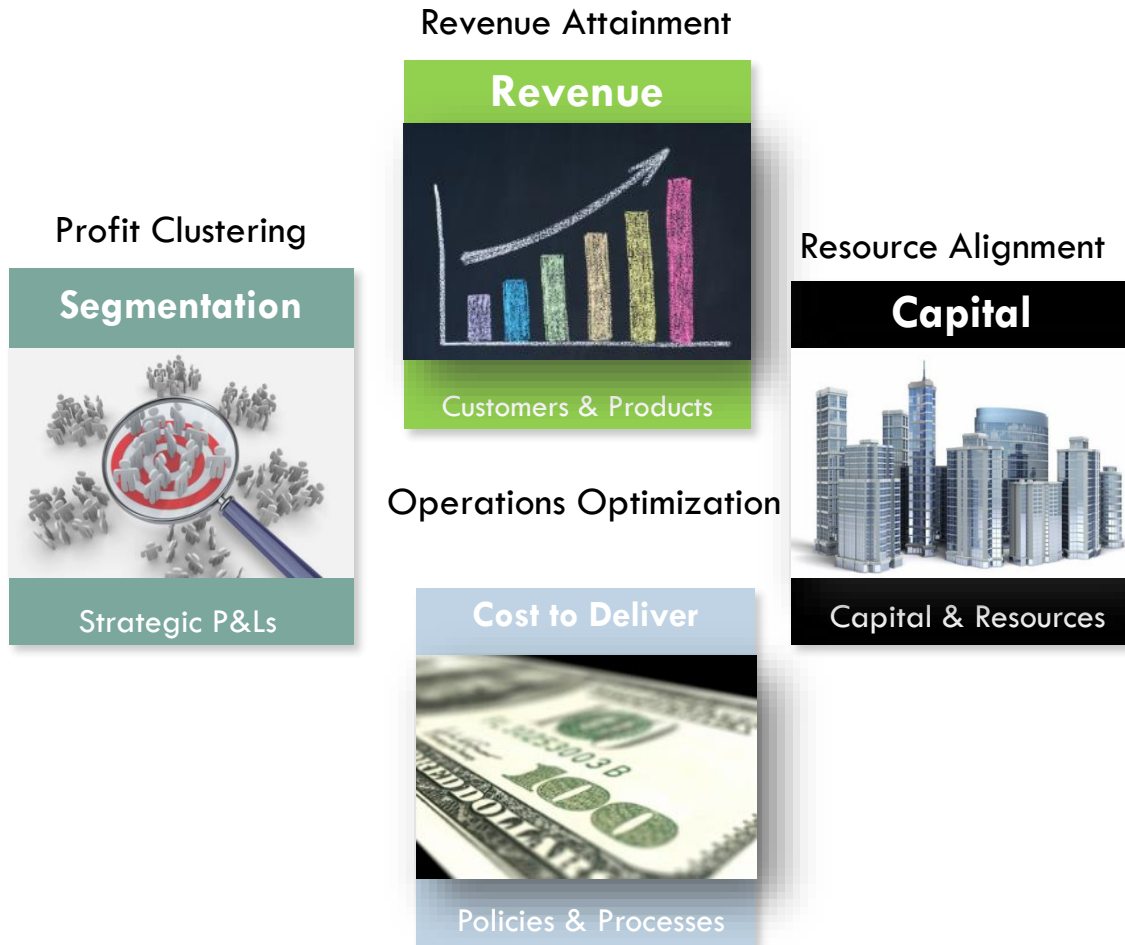 Revenue Attainment
Revenue
Customers & Products
Profit Clustering
Segmentation
Strategic P&Ls
Resource Alignment
Capital
Capital & Resources
Operations Optimization
Cost to Deliver
100
Policies & Processes